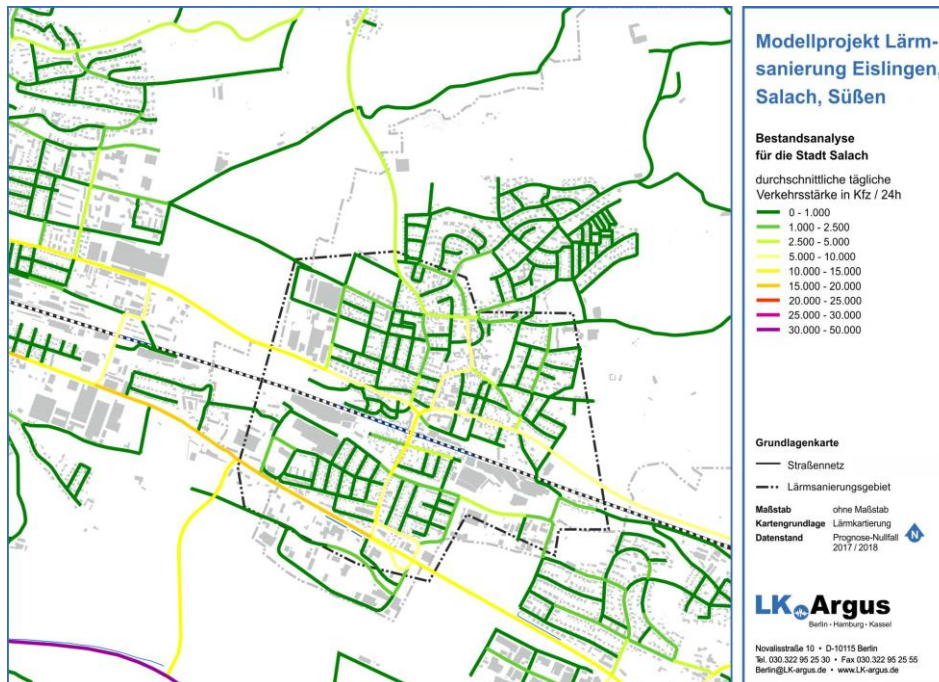 Modellprojekt Lärm-
sanierung Eislingen,
Salach, Süßen
Bestandsanalyse
für die Stadt Salach
durchschnittliche tägliche
Verkehrsstärke in Kfz / 24h
0 - 1.000
1.000 - 2.500
2.500 - 5.000
5.000 - 10.000
10.000 - 15.000
15.000 - 20.000
20.000 - 25.000
25.000 - 30.000
30.000 - 50.000
Grundlagenkarte
Straßennetz
Lärmsanierungsgebiet
Maßstab ohne Maßstab
Kartengrundlage Lärmkartierung
Datenstand Prognose-Nullfall
2017 / 2018
N
LK Argus
Berlin • Hamburg • Kassel
Novalisstraße 10 • D-10115 Berlin
Tel. 030.322 95 25 30 • Fax 030.322 95 25 55
Berlin@LK-argus.de • www.LK-argus.de